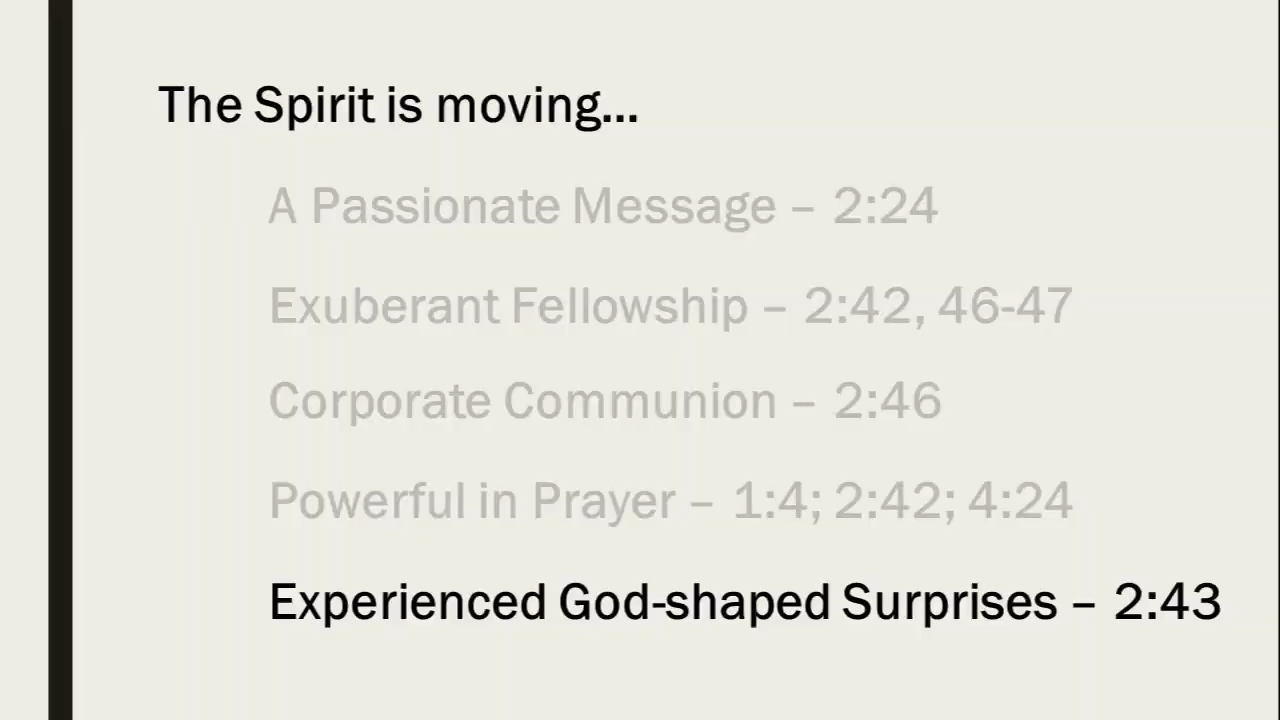 The Spirit is moving...
A Passionate Message – 2:24
Exuberant Fellowship – 2:42, 46-47
Corporate Communion – 2:46
Powerful in Prayer – 1:4; 2:42; 4:24
Experienced God-shaped Surprises – 2:43